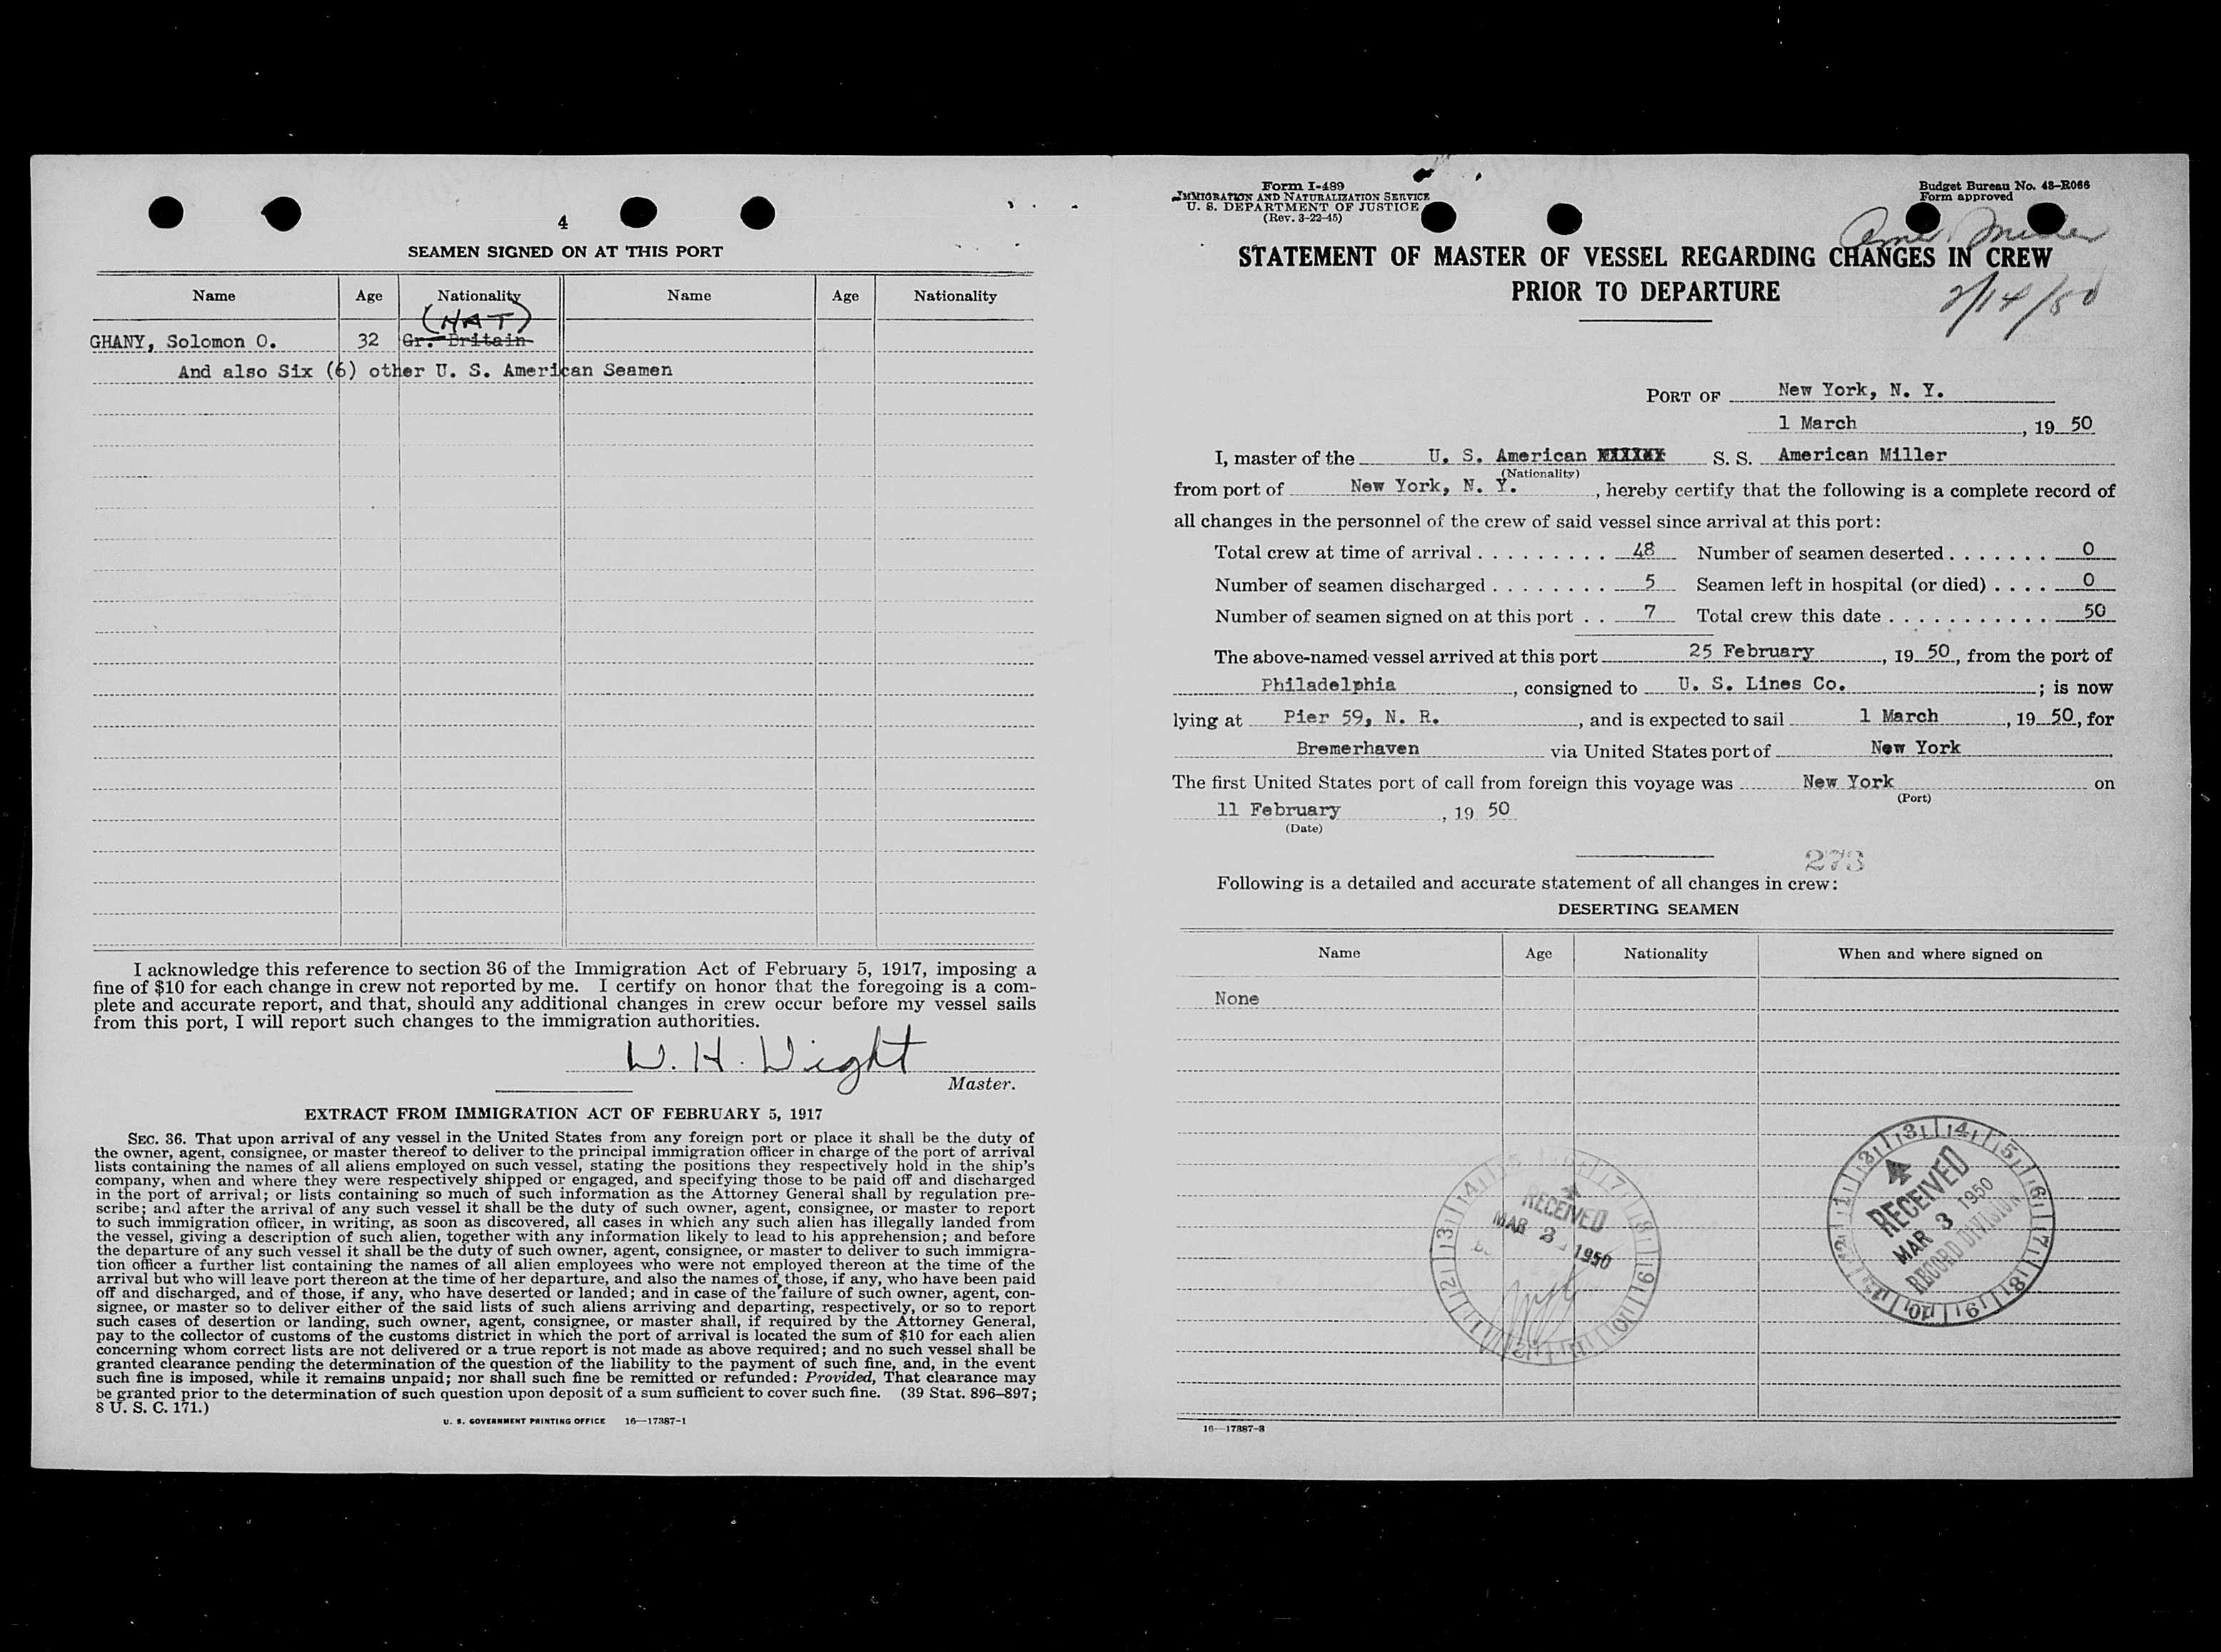 4
SEAMEN SIGNED ON AT THIS PORT
Name Age Nationality Name Age Nationality
(NAT)
GHANY, Solomon O. 32 Gr. Britain
And also Six (6) other U. S. American Seamen
I acknowledge this reference to section 36 of the Immigration Act of February 5, 1917, imposing a
fine of $10 for each change in crew not reported by me. I certify on honor that the foregoing is a com-
plete and accurate report, and that, should any additional changes in crew occur before my vessel sails
from this port, I will report such changes to the immigration authorities.
W. H. Wight
Master.
EXTRACT FROM IMMIGRATION ACT OF FEBRUARY 5, 1917
SEC. 36. That upon arrival of any vessel in the United States from any foreign port or place it shall be the duty of
the owner, agent, consignee, or master thereof to deliver to the principal immigration officer in charge of the port of arrival
lists containing the names of all aliens employed on such vessel, stating the positions they respectively hold in the ship's
company, when and where they were respectively shipped or engaged, and specifying those to be paid off and discharged
in the port of arrival; or lists containing so much of such information as the Attorney General shall by regulation pre-
scribe; and after the arrival of any such vessel it shall be the duty of such owner, agent, consignee, or master to report
to such immigration officer, in writing, as soon as discovered, all cases in which any such alien has illegally landed from
the vessel, giving a description of such alien, together with any information likely to lead to his apprehension; and before
the departure of any such vessel it shall be the duty of such owner, agent, consignee, or master to deliver to such immigra-
tion officer a further list containing the names of all alien employees who were not employed thereon at the time of the
arrival but who will leave port thereon at the time of her departure, and also the names of those, if any, who have been paid
off and discharged, and of those, if any, who have deserted or landed; and in case of the failure of such owner, agent, con-
signee, or master so to deliver either of the said lists of such aliens arriving and departing, respectively, or so to report
such cases of desertion or landing, such owner, agent, consignee, or master shall, if required by the Attorney General,
pay to the collector of customs of the customs district in which the port of arrival is located the sum of $10 for each alien
concerning whom correct lists are not delivered or a true report is not made as above required; and no such vessel shall be
granted clearance pending the determination of the question of the liability to the payment of such fine, and, in the event
such fine is imposed, while it remains unpaid; nor shall such fine be remitted or refunded: Provided, That clearance may
be granted prior to the determination of such question upon deposit of a sum sufficient to cover such fine. (39 Stat. 896–897;
8 U. S. C. 171.)
U. S. GOVERNMENT PRINTING OFFICE 16—17387-1
Form I-489
IMMIGRATION AND NATURALIZATION SERVICE
U. S. DEPARTMENT OF JUSTICE
(Rev. 3-22-45)
Budget Bureau No. 43-R066
Form approved
Amer Miller
STATEMENT OF MASTER OF VESSEL REGARDING CHANGES IN CREW
PRIOR TO DEPARTURE
2/14/50
PORT OF New York, N. Y.
1 March, 19 50
I, master of the U. S. American S. S. American Miller
(Nationality)
from port of New York, N. Y., hereby certify that the following is a complete record of
all changes in the personnel of the crew of said vessel since arrival at this port:
Total crew at time of arrival . . . . . . . . . 48 Number of seamen deserted . . . . . . . 0
Number of seamen discharged . . . . . . . . 5 Seamen left in hospital (or died) . . . . 0
Number of seamen signed on at this port . . 7 Total crew this date . . . . . . . . . . . 50
The above-named vessel arrived at this port 25 February, 19 50, from the port of
Philadelphia, consigned to U. S. Lines Co.; is now
lying at Pier 59, N. R., and is expected to sail 1 March, 19 50, for
Bremerhaven via United States port of New York
The first United States port of call from foreign this voyage was New York on
(Port)
11 February, 19 50
(Date)
273
Following is a detailed and accurate statement of all changes in crew:
DESERTING SEAMEN
Name Age Nationality When and where signed on
None
RECEIVED
MAR 3 1950
RECEIVED
MAR 3 1950
RECORD DIVISION
16—17387-3